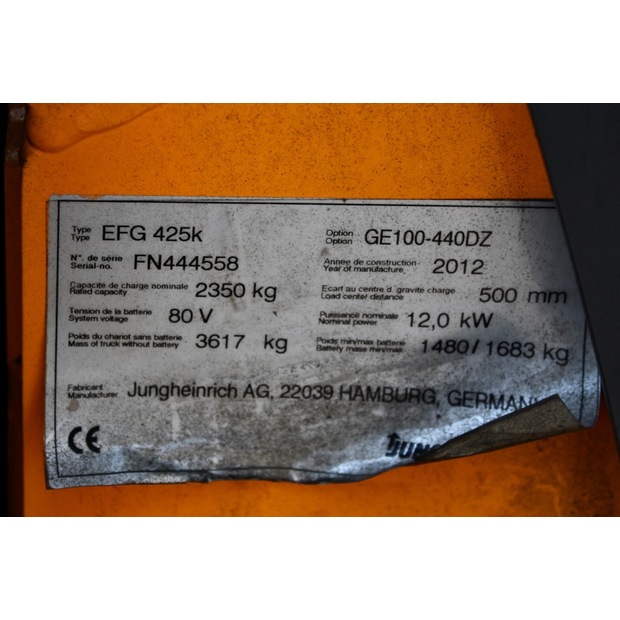 Type
Type EFG 425k
Option
Option GE100-440DZ
N°. de série
Serial-no. FN444558
Annee de construction
Year of manufacture 2012
Capacite de charge nominale
Rated capacity 2350 kg
Ecart au centre d. gravite charge
Load center distance 500 mm
Tension de la batterie
System voltage 80 V
Puissance nominale
Nominal power 12,0 kW
Poids du chariot sans batterie
Mass of truck without battery 3617 kg
Poids min/max batterie
Battery mass min/max 1480/1683 kg
Fabricant
Manufacturer Jungheinrich AG, 22039 HAMBURG, GERMAN
CE
JUN